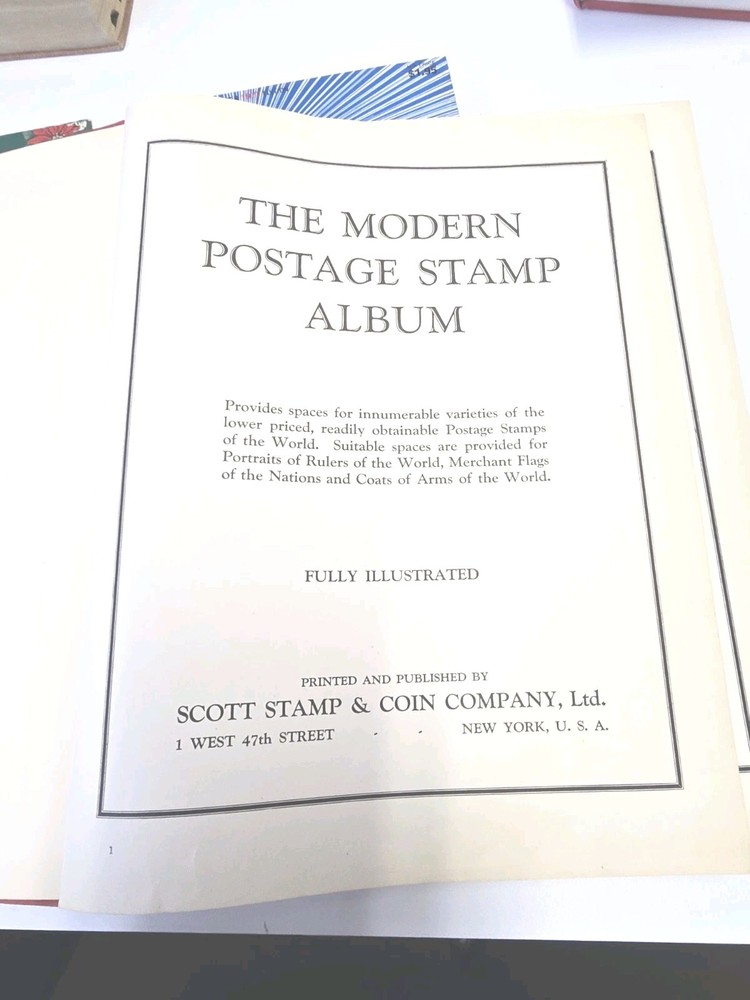 $1.95
THE MODERN
POSTAGE STAMP
ALBUM
Provides spaces for innumerable varieties of the
lower priced, readily obtainable Postage Stamps
of the World. Suitable spaces are provided for
Portraits of Rulers of the World, Merchant Flags
of the Nations and Coats of Arms of the World.
FULLY ILLUSTRATED
PRINTED AND PUBLISHED BY
SCOTT STAMP & COIN COMPANY, Ltd.
1 WEST 47th STREET - - NEW YORK, U. S. A.
1